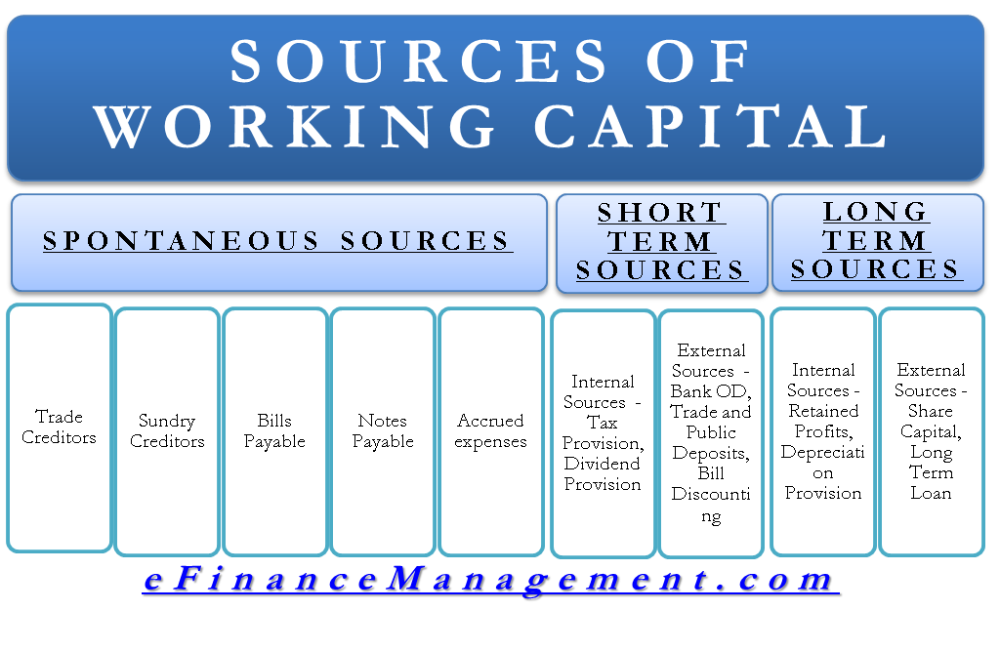 SOURCES OF
WORKING CAPITAL
SPONTANEOUS SOURCES
SHORT
TERM
SOURCES
LONG
TERM
SOURCES
Trade
Creditors
Sundry
Creditors
Bills
Payable
Notes
Payable
Accrued
expenses
Internal
Sources -
Tax
Provision,
Dividend
Provision
External
Sources -
Bank OD,
Trade and
Public
Deposits,
Bill
Discounti
ng
Internal
Sources -
Retained
Profits,
Depreciati
on
Provision
External
Sources -
Share
Capital,
Long
Term
Loan
eFinanceManagement.com